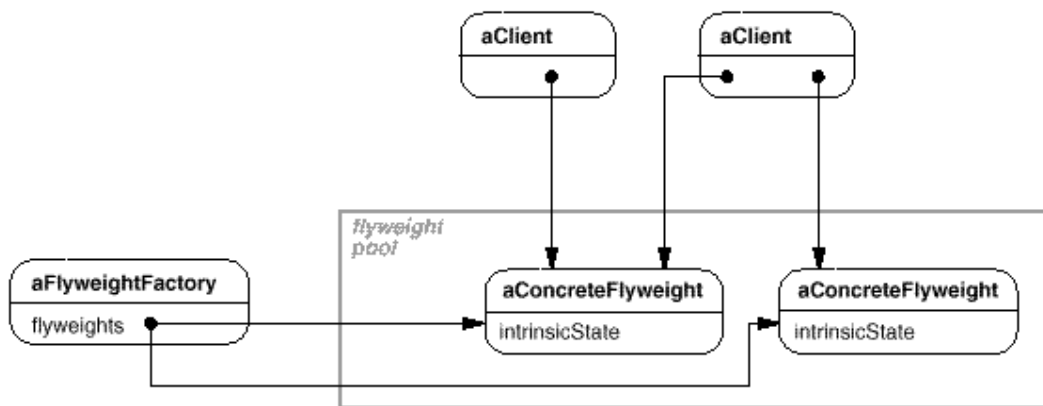 aClient
aClient
flyweight
pool
aFlyweightFactory
flyweights
aConcreteFlyweight
intrinsicState
aConcreteFlyweight
intrinsicState